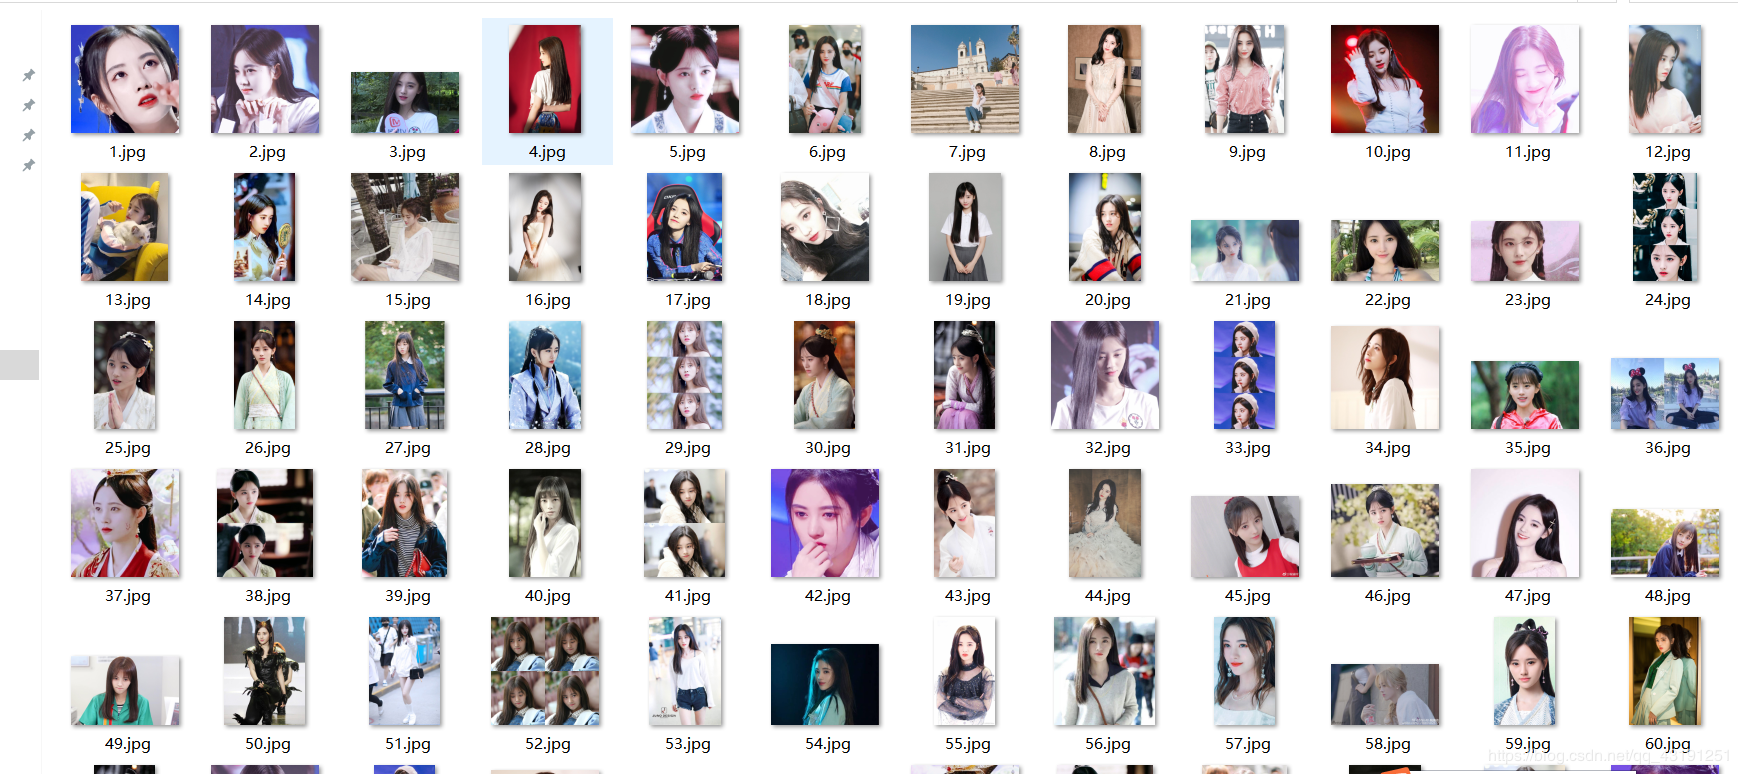 1.jpg 2.jpg 3.jpg 4.jpg 5.jpg 6.jpg 7.jpg 8.jpg 9.jpg 10.jpg 11.jpg 12.jpg
13.jpg 14.jpg 15.jpg 16.jpg 17.jpg 18.jpg 19.jpg 20.jpg 21.jpg 22.jpg 23.jpg 24.jpg
25.jpg 26.jpg 27.jpg 28.jpg 29.jpg 30.jpg 31.jpg 32.jpg 33.jpg 34.jpg 35.jpg 36.jpg
37.jpg 38.jpg 39.jpg 40.jpg 41.jpg 42.jpg 43.jpg 44.jpg 45.jpg 46.jpg 47.jpg 48.jpg
49.jpg 50.jpg 51.jpg 52.jpg 53.jpg 54.jpg 55.jpg 56.jpg 57.jpg 58.jpg 59.jpg 60.jpg
https://blog.csdn.net/qq_43191251